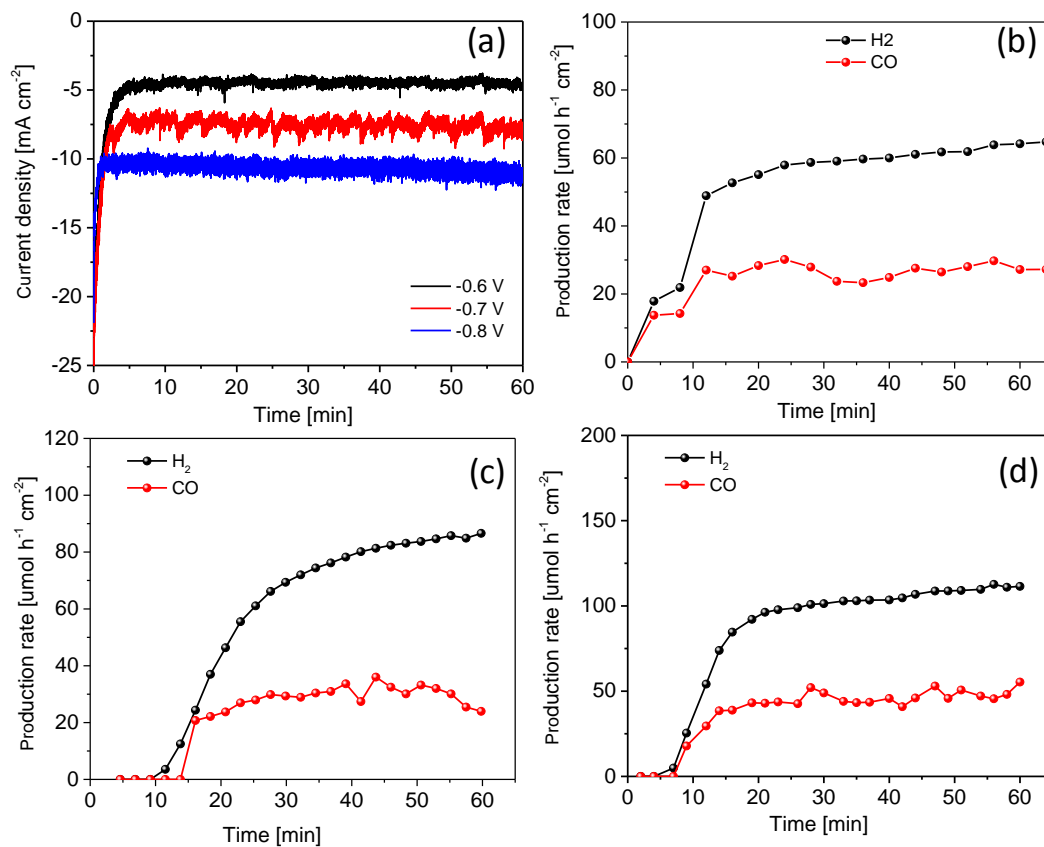 (a)
Current density [mA cm⁻²]
0
-5
-10
-15
-20
-25
-0.6 V
-0.7 V
-0.8 V
0 10 20 30 40 50 60
Time [min]
(b)
H2
CO
Production rate [umol h⁻¹ cm⁻²]
100
80
60
40
20
0
0 10 20 30 40 50 60
Time [min]
(c)
H₂
CO
Production rate [umol h⁻¹ cm⁻²]
120
100
80
60
40
20
0
0 10 20 30 40 50 60
Time [min]
(d)
H₂
CO
Production rate [umol h⁻¹ cm⁻²]
200
150
100
50
0
0 10 20 30 40 50 60
Time [min]